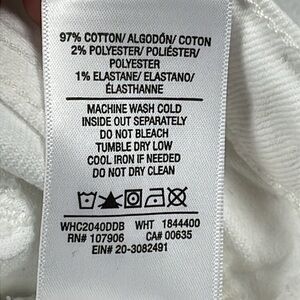 97% COTTON/ ALGODÓN/ COTON
2% POLYESTER/ POLIÉSTER/
POLYESTER
1% ELASTANE/ ELASTANO/
ÉLASTHANNE
MACHINE WASH COLD
INSIDE OUT SEPARATELY
DO NOT BLEACH
TUMBLE DRY LOW
COOL IRON IF NEEDED
DO NOT DRY CLEAN
WHC2040DDB WHT 1844400
RN# 107906 CA# 00635
EIN# 20-3082491